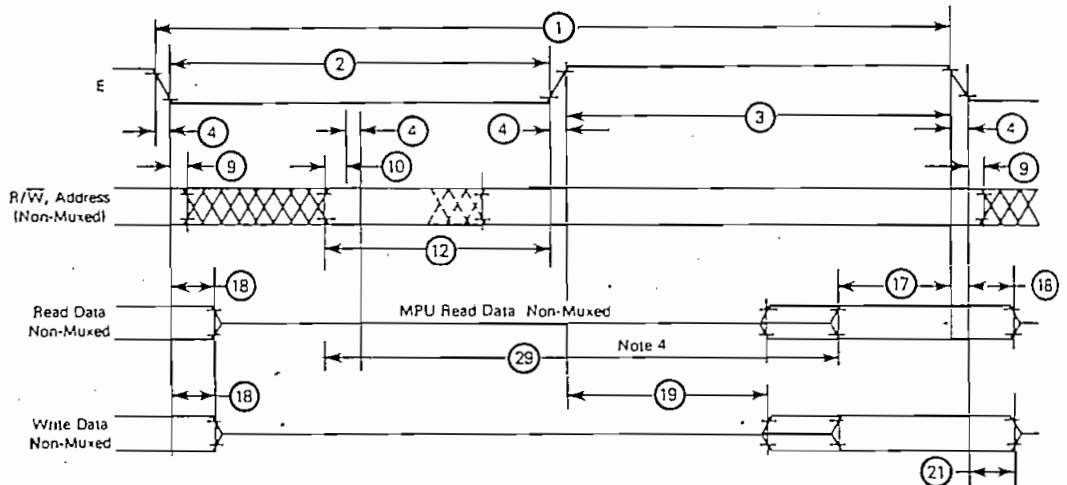 1
2
E
3
4
4
4
4
9
10
9
R/W̅, Address
(Non-Muxed)
12
18
17
18
Read Data
Non-Muxed
MPU Read Data Non-Muxed
Note 4
29
18
19
Write Data
Non-Muxed
21